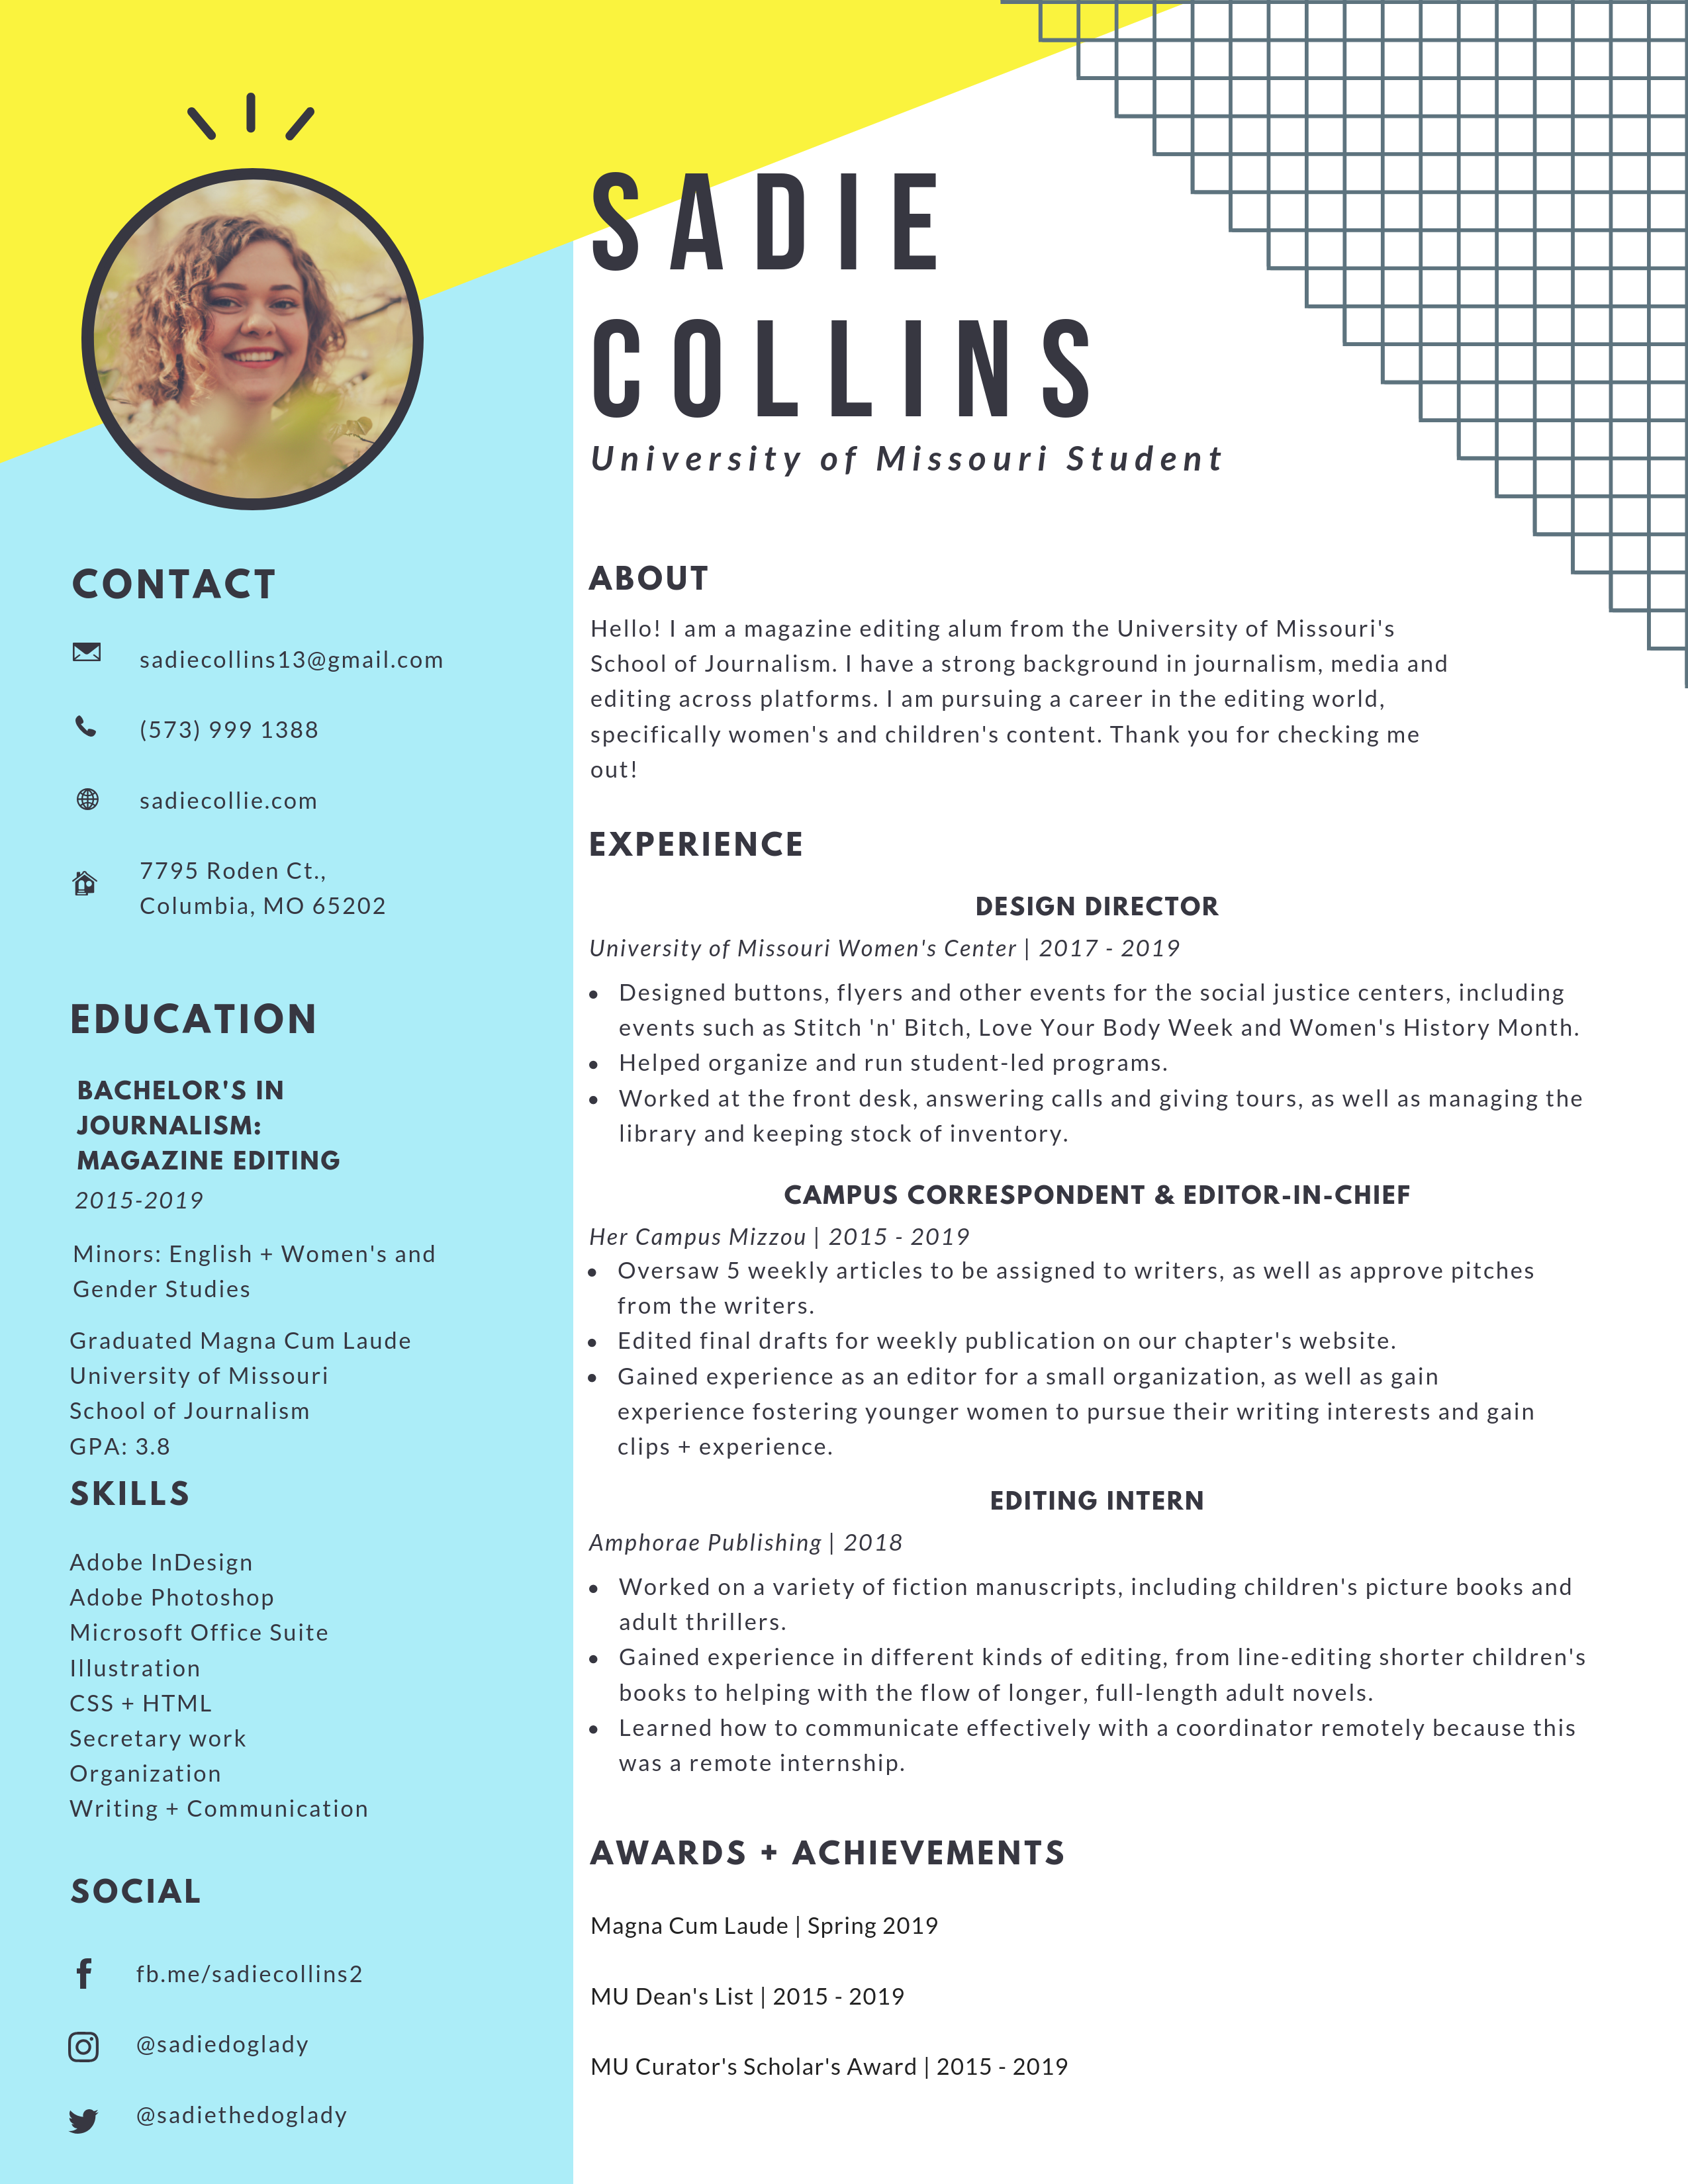 SADIE
COLLINS
University of Missouri Student
CONTACT
sadiecollins13@gmail.com
(573) 999 1388
sadiecollie.com
7795 Roden Ct.,
Columbia, MO 65202
EDUCATION
BACHELOR'S IN
JOURNALISM:
MAGAZINE EDITING
2015-2019
Minors: English + Women's and
Gender Studies
Graduated Magna Cum Laude
University of Missouri
School of Journalism
GPA: 3.8
SKILLS
Adobe InDesign
Adobe Photoshop
Microsoft Office Suite
Illustration
CSS + HTML
Secretary work
Organization
Writing + Communication
SOCIAL
fb.me/sadiecollins2
@sadiedoglady
@sadiethedoglady
ABOUT
Hello! I am a magazine editing alum from the University of Missouri's
School of Journalism. I have a strong background in journalism, media and
editing across platforms. I am pursuing a career in the editing world,
specifically women's and children's content. Thank you for checking me
out!
EXPERIENCE
DESIGN DIRECTOR
University of Missouri Women's Center | 2017 - 2019
• Designed buttons, flyers and other events for the social justice centers, including
events such as Stitch 'n' Bitch, Love Your Body Week and Women's History Month.
• Helped organize and run student-led programs.
• Worked at the front desk, answering calls and giving tours, as well as managing the
library and keeping stock of inventory.
CAMPUS CORRESPONDENT & EDITOR-IN-CHIEF
Her Campus Mizzou | 2015 - 2019
• Oversaw 5 weekly articles to be assigned to writers, as well as approve pitches
from the writers.
• Edited final drafts for weekly publication on our chapter's website.
• Gained experience as an editor for a small organization, as well as gain
experience fostering younger women to pursue their writing interests and gain
clips + experience.
EDITING INTERN
Amphorae Publishing | 2018
• Worked on a variety of fiction manuscripts, including children's picture books and
adult thrillers.
• Gained experience in different kinds of editing, from line-editing shorter children's
books to helping with the flow of longer, full-length adult novels.
• Learned how to communicate effectively with a coordinator remotely because this
was a remote internship.
AWARDS + ACHIEVEMENTS
Magna Cum Laude | Spring 2019
MU Dean's List | 2015 - 2019
MU Curator's Scholar's Award | 2015 - 2019